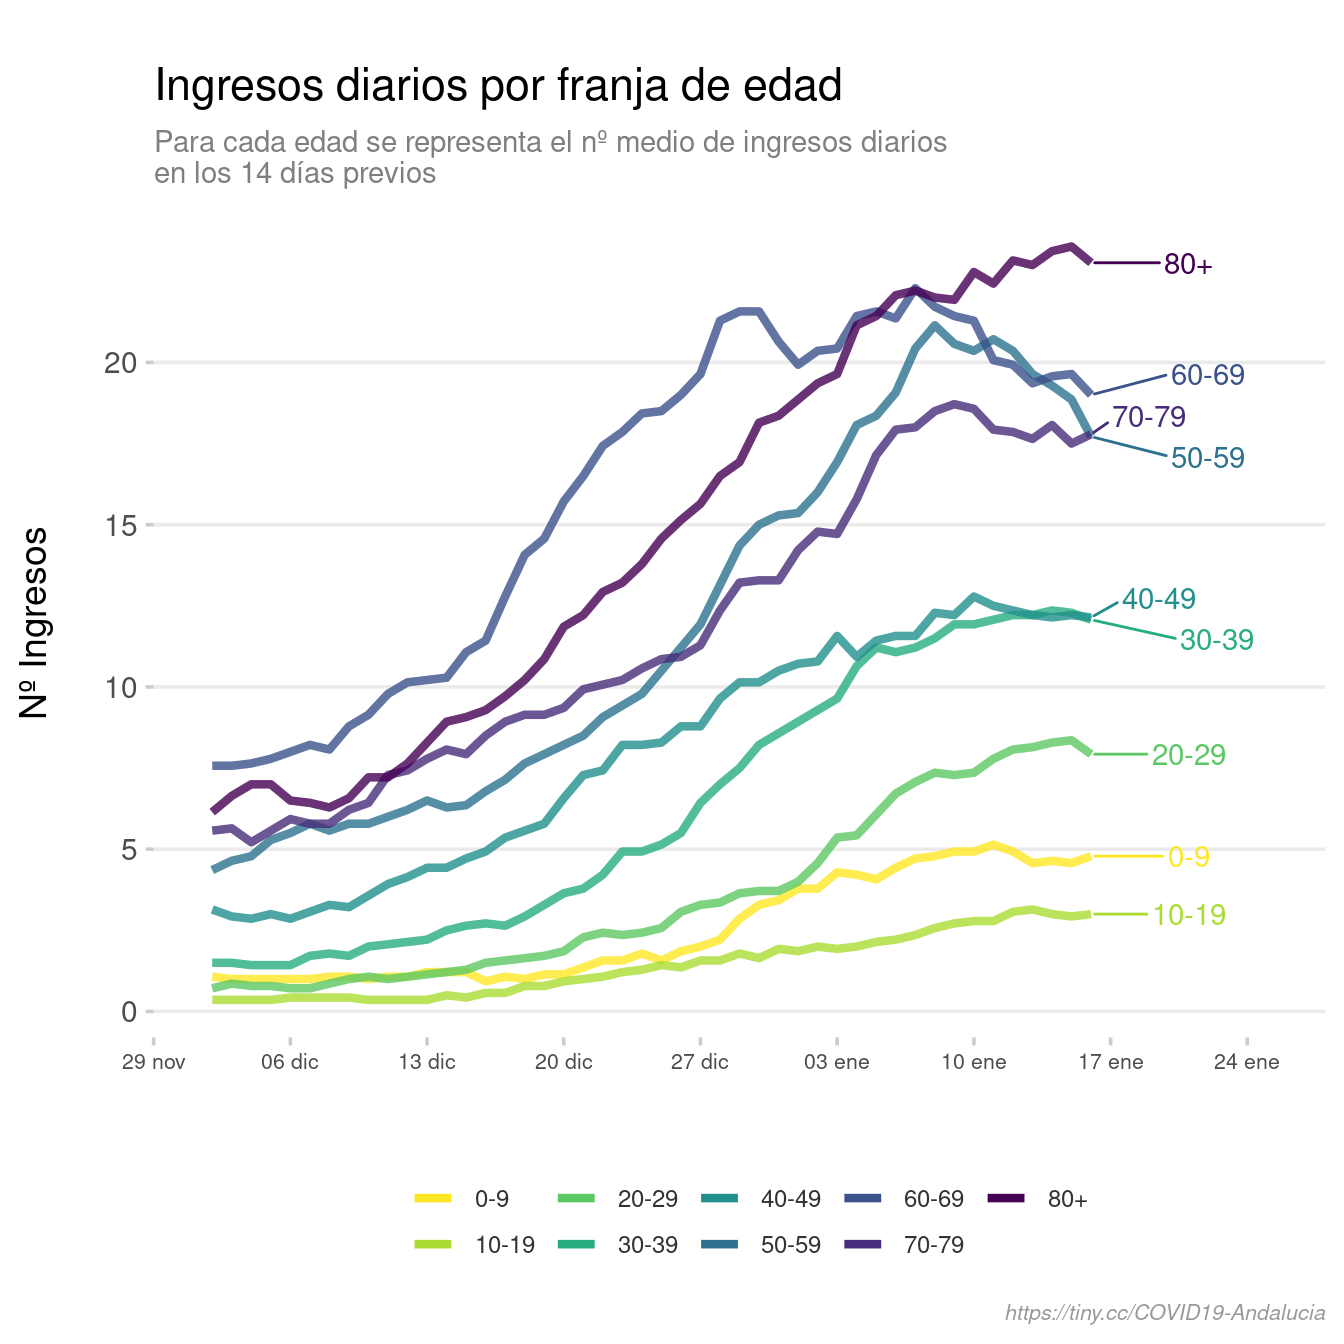 Ingresos diarios por franja de edad
Para cada edad se representa el nº medio de ingresos diarios
en los 14 días previos
Nº Ingresos
20
15
10
5
0
80+
60-69
70-79
50-59
40-49
30-39
20-29
0-9
10-19
29 nov 06 dic 13 dic 20 dic 27 dic 03 ene 10 ene 17 ene 24 ene
0-9 20-29 40-49 60-69 80+
10-19 30-39 50-59 70-79
https://tiny.cc/COVID19-Andalucia